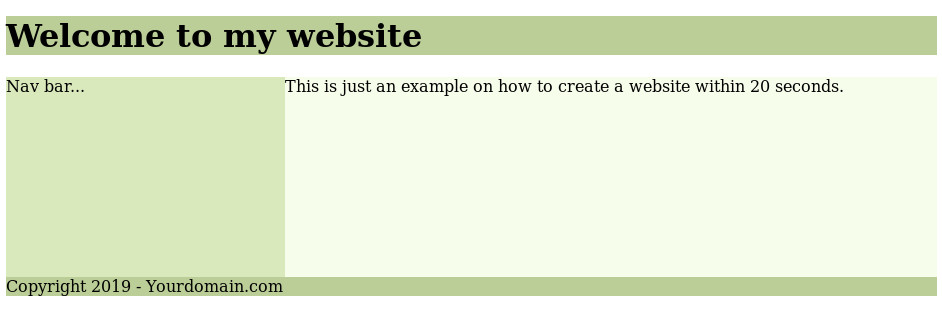 Welcome to my website
Nav bar...
This is just an example on how to create a website within 20 seconds.
Copyright 2019 - Yourdomain.com